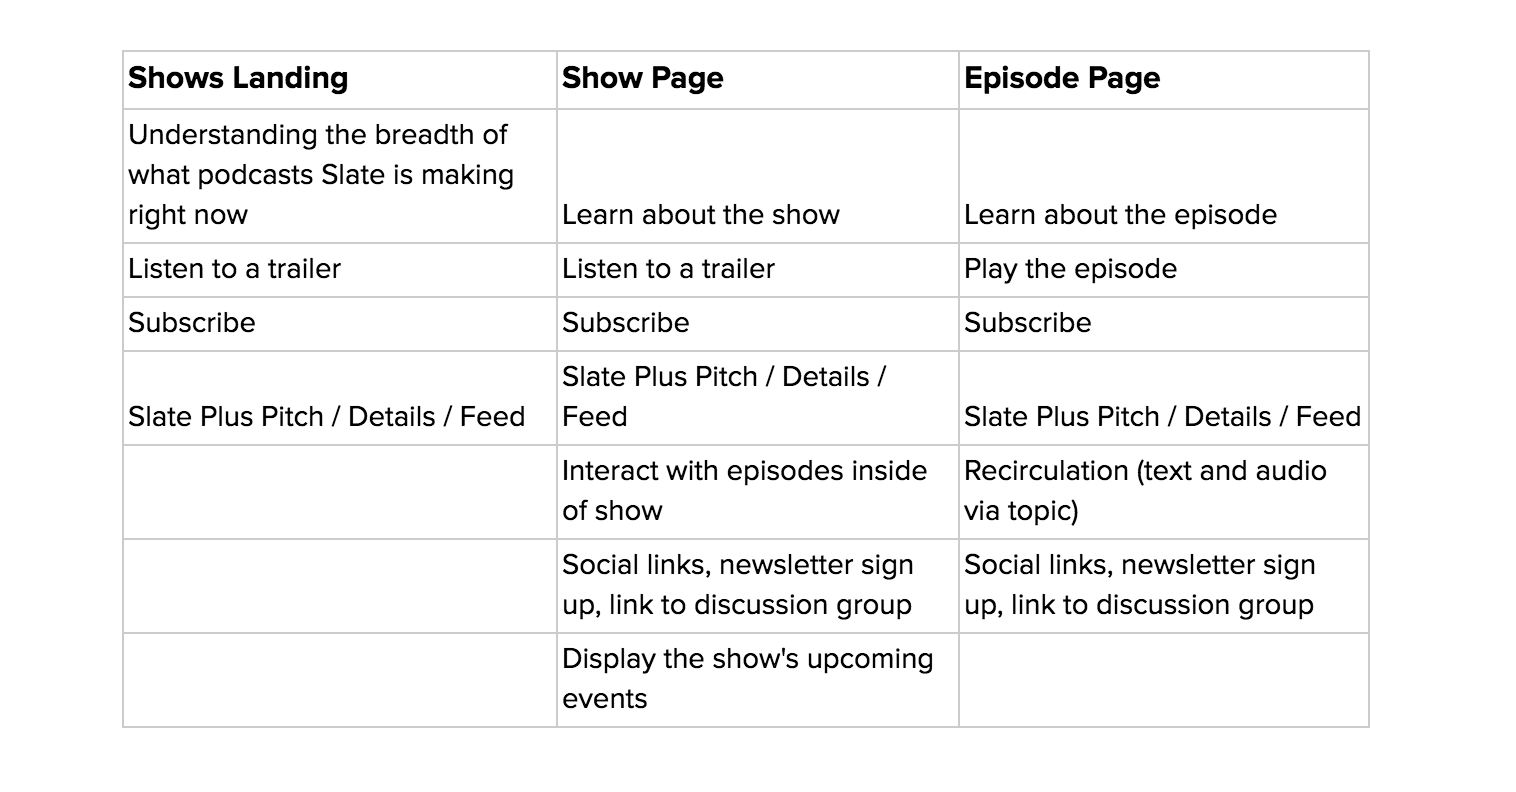 Shows Landing
Show Page
Episode Page
Understanding the breadth of
what podcasts Slate is making
right now
Learn about the show
Learn about the episode
Listen to a trailer
Listen to a trailer
Play the episode
Subscribe
Subscribe
Subscribe
Slate Plus Pitch / Details / Feed
Slate Plus Pitch / Details /
Feed
Slate Plus Pitch / Details / Feed
Interact with episodes inside
of show
Recirculation (text and audio
via topic)
Social links, newsletter sign
up, link to discussion group
Social links, newsletter sign
up, link to discussion group
Display the show's upcoming
events